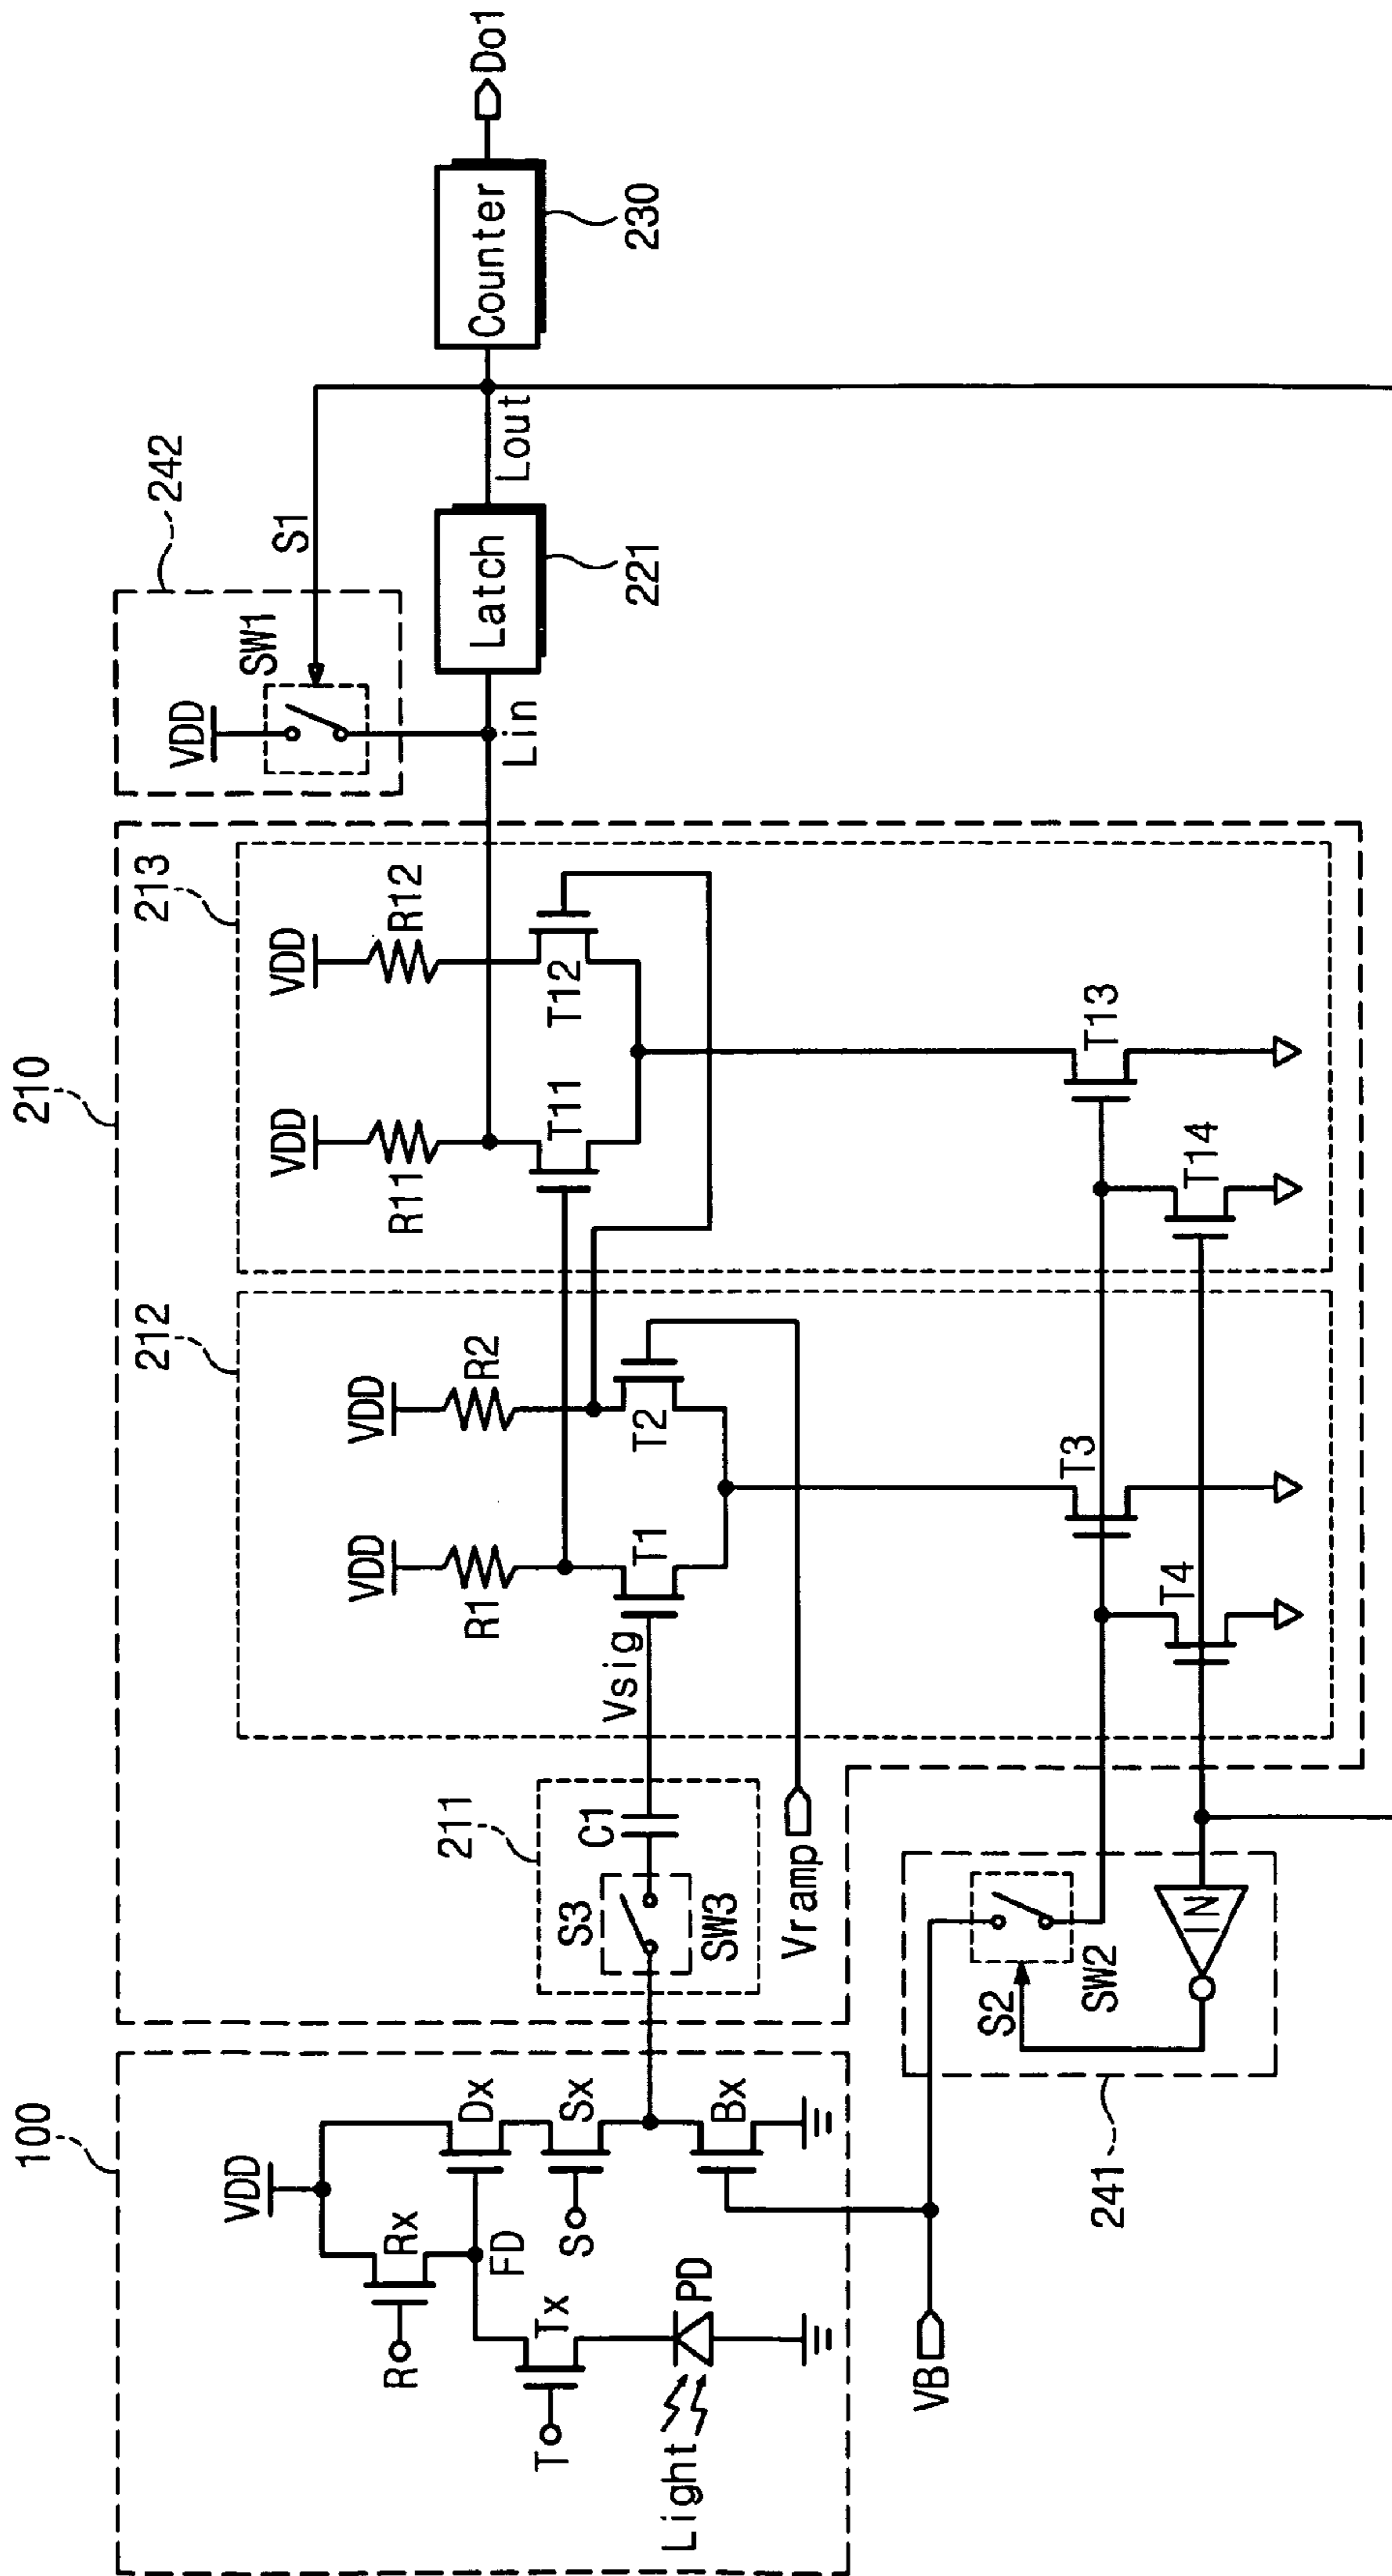 100
VDD
R
Rx
Dx
FD
S
Sx
T
Tx
Light
PD
Bx
VB
210
211
S3
SW3
C1
Vsig
Vramp
241
S2
SW2
IN
212
VDD
VDD
R1
R2
T1
T2
T3
T4
213
VDD
VDD
R11
R12
T11
T12
T13
T14
242
VDD
SW1
S1
Lin
Latch
221
Lout
Counter
230
Do1